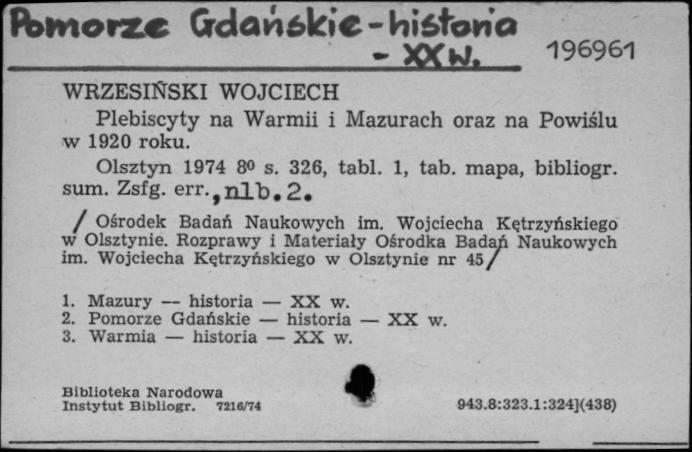 Pomorze Gdańskie - historia
- XX w.
196961
WRZESIŃSKI WOJCIECH
Plebiscyty na Warmii i Mazurach oraz na Powiślu
w 1920 roku.
Olsztyn 1974 8º s. 326, tabl. 1, tab. mapa, bibliogr.
sum. Zsfg. err., nlb. 2.
/ Ośrodek Badań Naukowych im. Wojciecha Kętrzyńskiego
w Olsztynie. Rozprawy i Materiały Ośrodka Badań Naukowych
im. Wojciecha Kętrzyńskiego w Olsztynie nr 45/
1. Mazury — historia — XX w.
2. Pomorze Gdańskie — historia — XX w.
3. Warmia — historia — XX w.
Biblioteka Narodowa
Instytut Bibliogr. 7216/74
943.8:323.1:324](438)